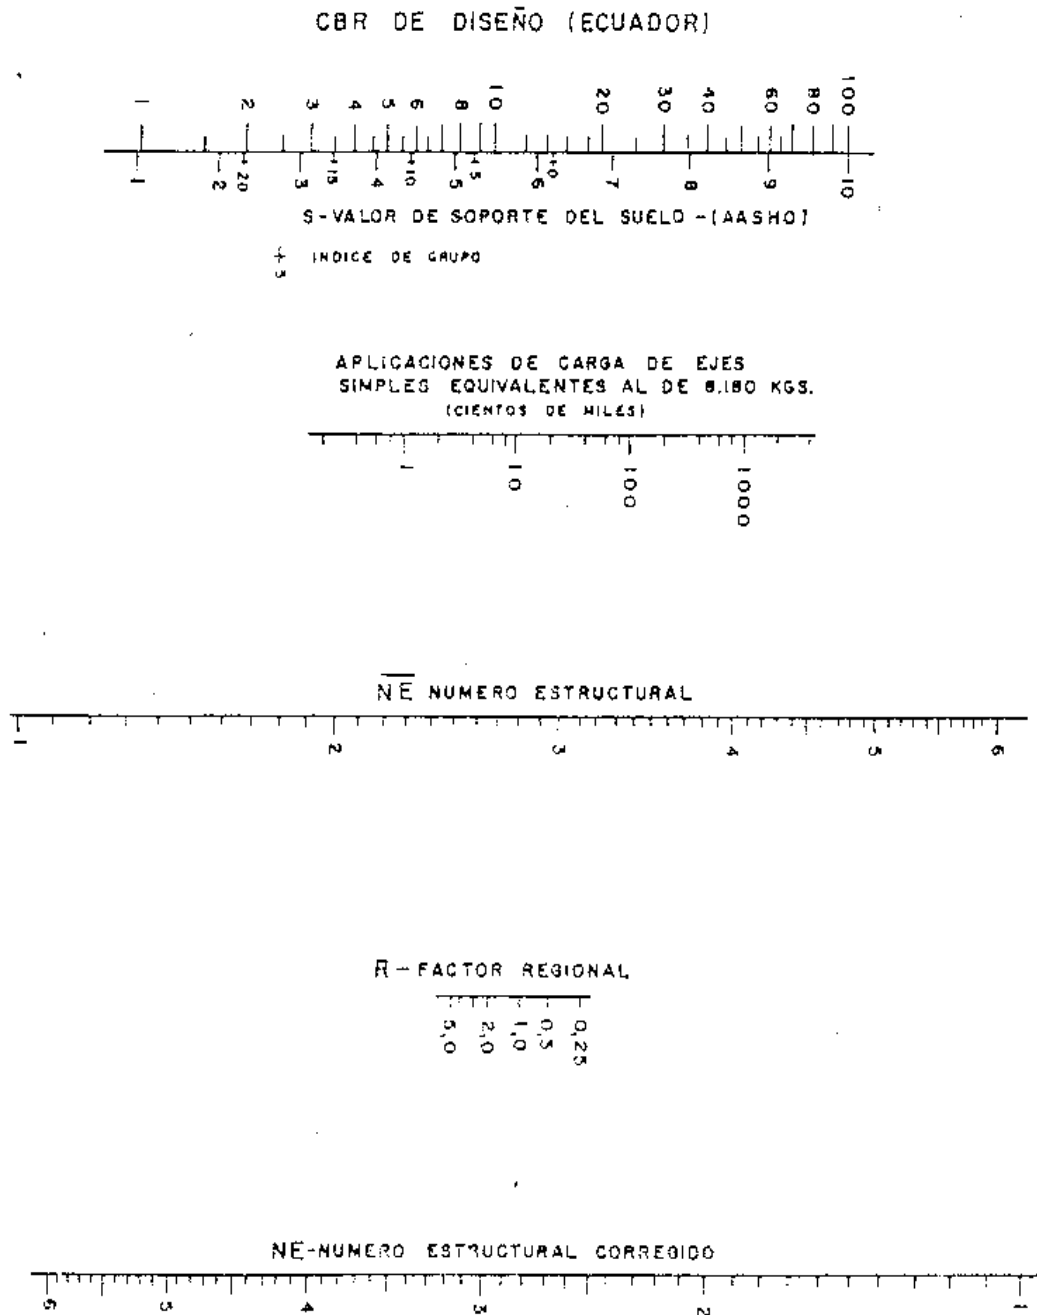 CBR DE DISEÑO (ECUADOR)
1 2 3 4 5 6 8 10 20 30 40 60 80 100
1 2 +20 3 +15 4 +10 5 +5 6 +0 7 8 9 10
S-VALOR DE SOPORTE DEL SUELO -(AASHO)
+5 INDICE DE GRUPO
APLICACIONES DE CARGA DE EJES
SIMPLES EQUIVALENTES AL DE 8,180 KGS.
(CIENTOS DE MILES)
1 10 100 1000
NE NUMERO ESTRUCTURAL
1 2 3 4 5 6
R-FACTOR REGIONAL
5,0 2,0 1,0 0,5 0,25
NE-NUMERO ESTRUCTURAL CORREGIDO
6 5 4 3 2 1